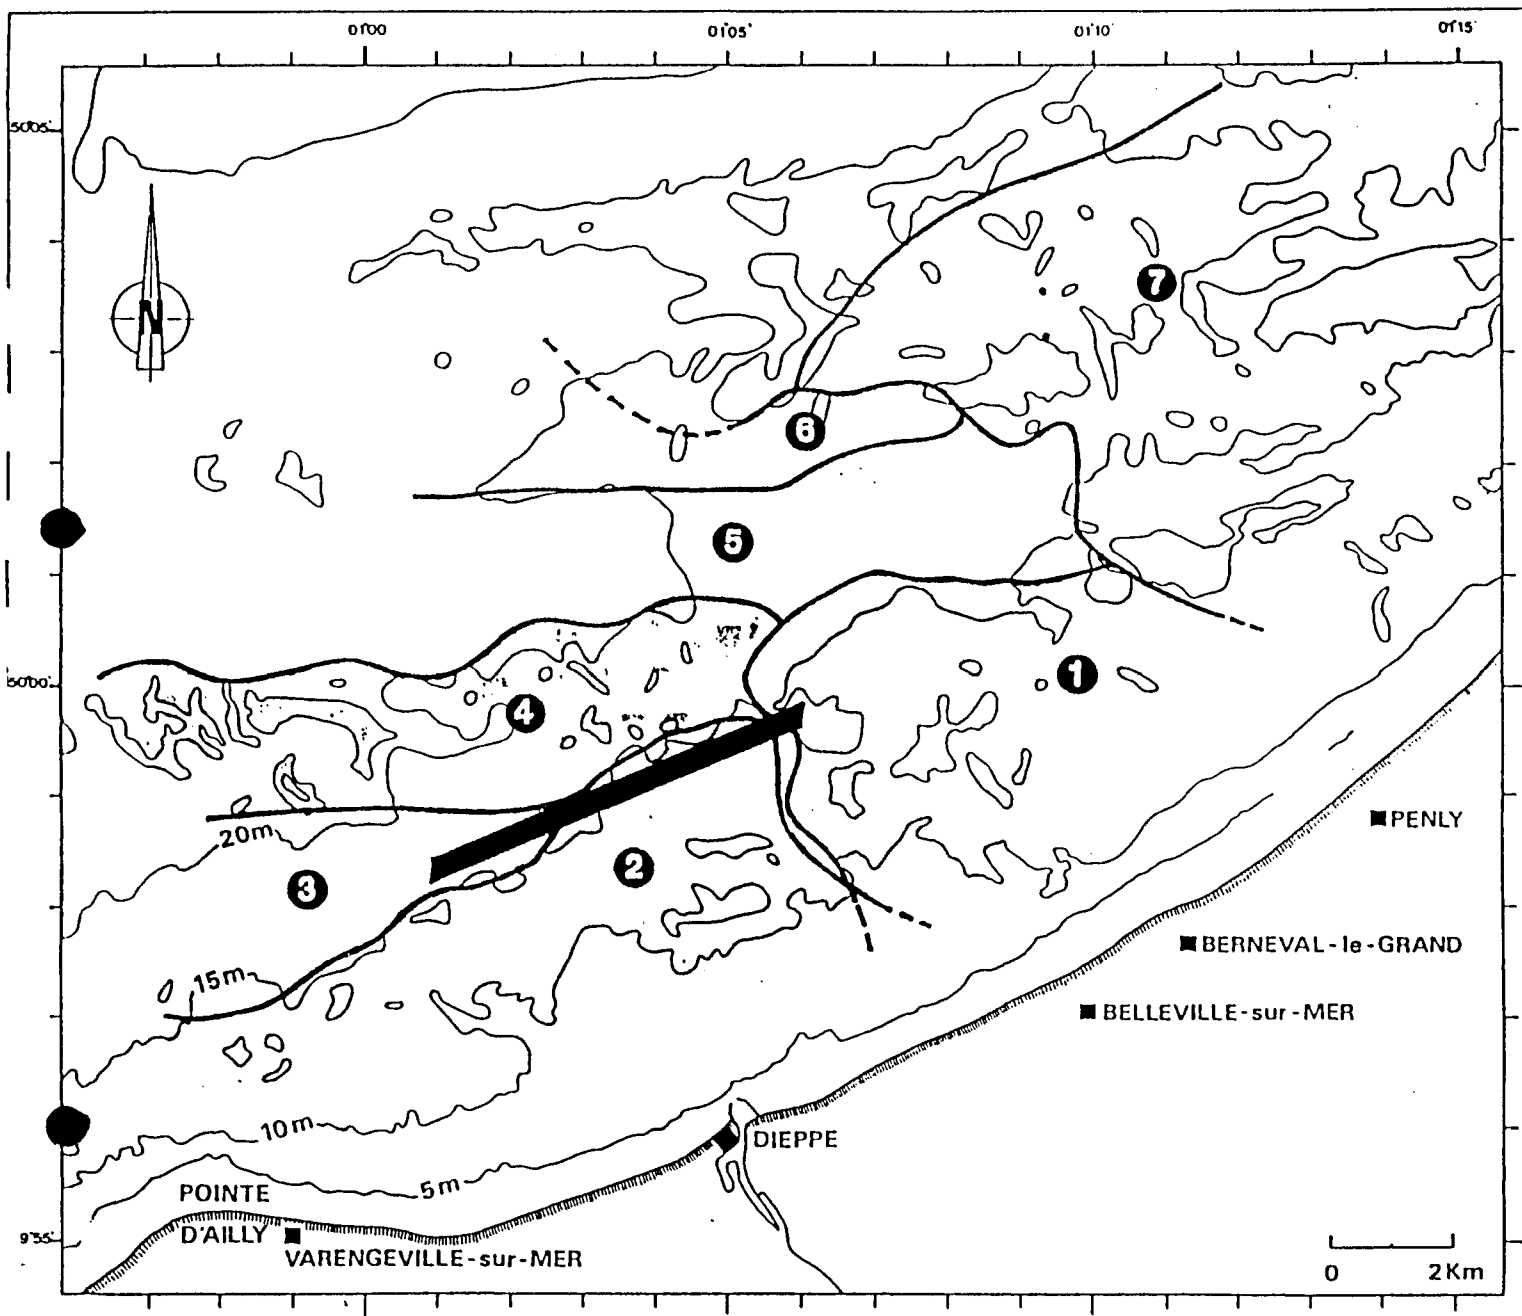 01°00'
01°05'
01°10'
01°15'
50°05'
N
7
6
5
1
50°00'
4
PENLY
20m
2
3
BERNEVAL-le-GRAND
15m
BELLEVILLE-sur-MER
10m
DIEPPE
5m
POINTE
D'AILLY
9°55'
VARENGEVILLE-sur-MER
0 2Km